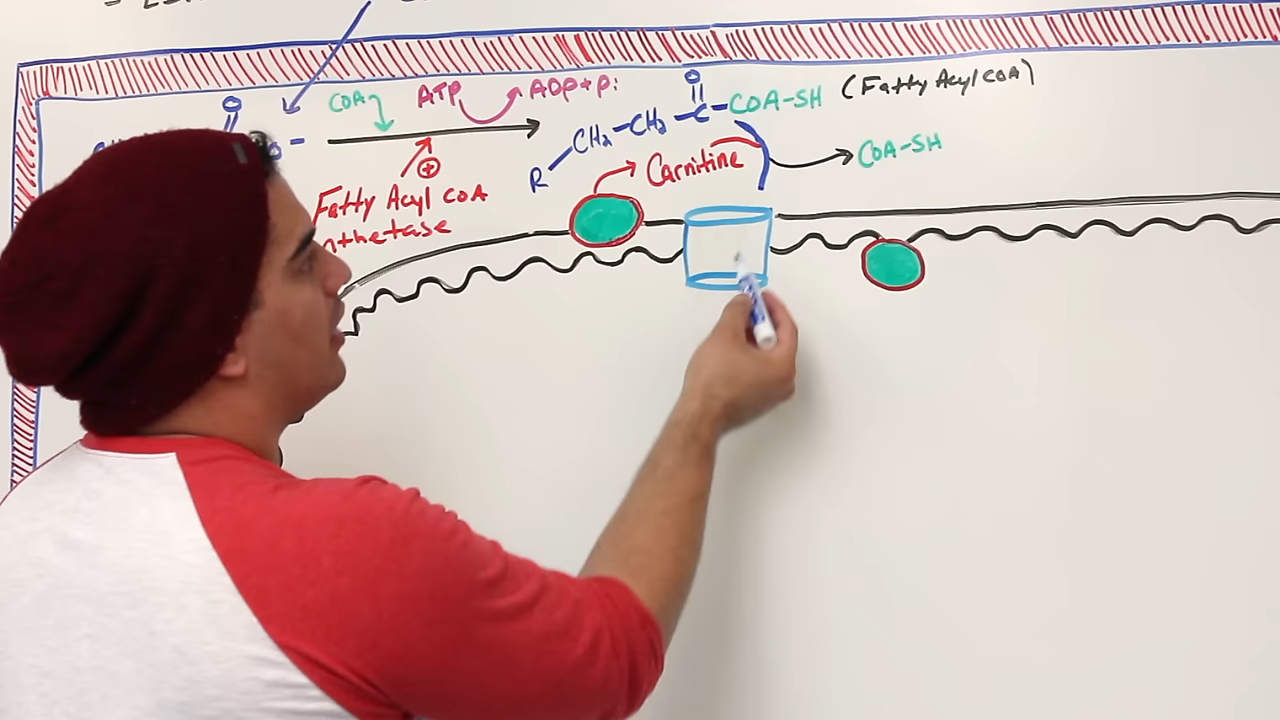 O
O
COA
ATP
ADP+Pi
(Fatty Acyl COA)
R CH₂-CH₂-C-COA-SH
Carnitine
COA-SH
+
Fatty Acyl COA
nthetase